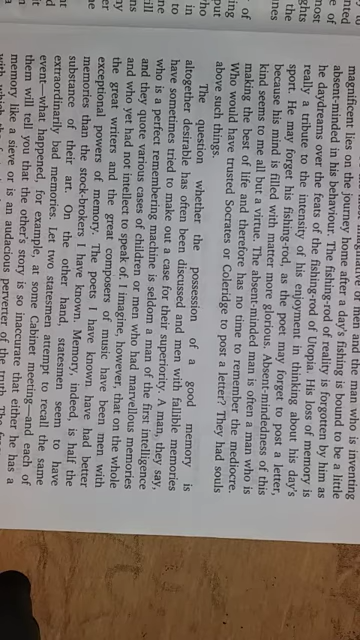 magnificent lies on the journey home after a day's fishing is bound to be a little
absent-minded in his behaviour. The fishing-rod of reality is forgotten by him as
he daydreams over the feats of the fishing-rod of Utopia. His loss of memory is
really a tribute to the intensity of his enjoyment in thinking about his day's
sport. He may forget his fishing-rod, as the poet may forget to post a letter,
because his mind is filled with matter more glorious. Absent-mindedness of this
kind seems to me all but a virtue. The absent-minded man is often a man who is
making the best of life and therefore has no time to remember the mediocre.
Who would have trusted Socrates or Coleridge to post a letter? They had souls
above such things.
The question whether the possession of a good memory is
altogether desirable has often been discussed and men with fallible memories
have sometimes tried to make out a case for their superiority. A man, they say,
who is a perfect remembering machine is seldom a man of the first intelligence
and they quote various cases of children or men who had marvellous memories
and who yet had not intellect to speak of. I imagine, however, that on the whole
the great writers and the great composers of music have been men with
exceptional powers of memory. The poets I have known have had better
memories than the stock-brokers I have known. Memory, indeed, is half the
substance of their art. On the other hand, statesmen seem to have
extraordinarily bad memories. Let two statesmen attempt to recall the same
event—what happened, for example, at some Cabinet meeting—and each of
them will tell you that the other's story is so inaccurate that either he has a
memory like a sieve or is an audacious perverter of the truth. The